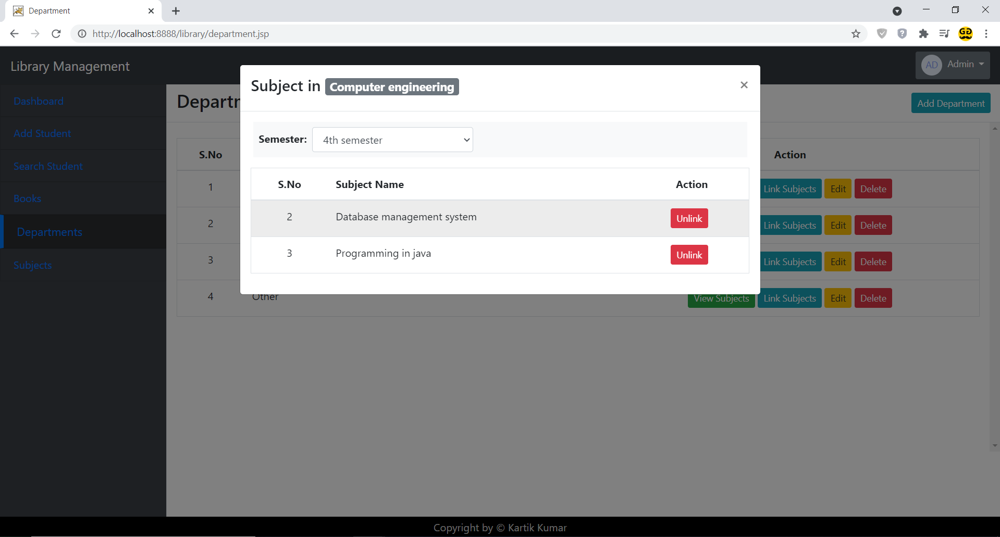 Department
http://localhost:8888/library/department.jsp
Library Management
AD Admin
Dashboard
Add Student
Search Student
Books
Departments
Subjects
Departm
Add Department
S.No Action
1 Link Subjects Edit Delete
2 Link Subjects Edit Delete
3 Link Subjects Edit Delete
4 Other View Subjects Link Subjects Edit Delete
Subject in Computer engineering ×
Semester: 4th semester
S.No Subject Name Action
2 Database management system Unlink
3 Programming in java Unlink
Copyright by © Kartik Kumar